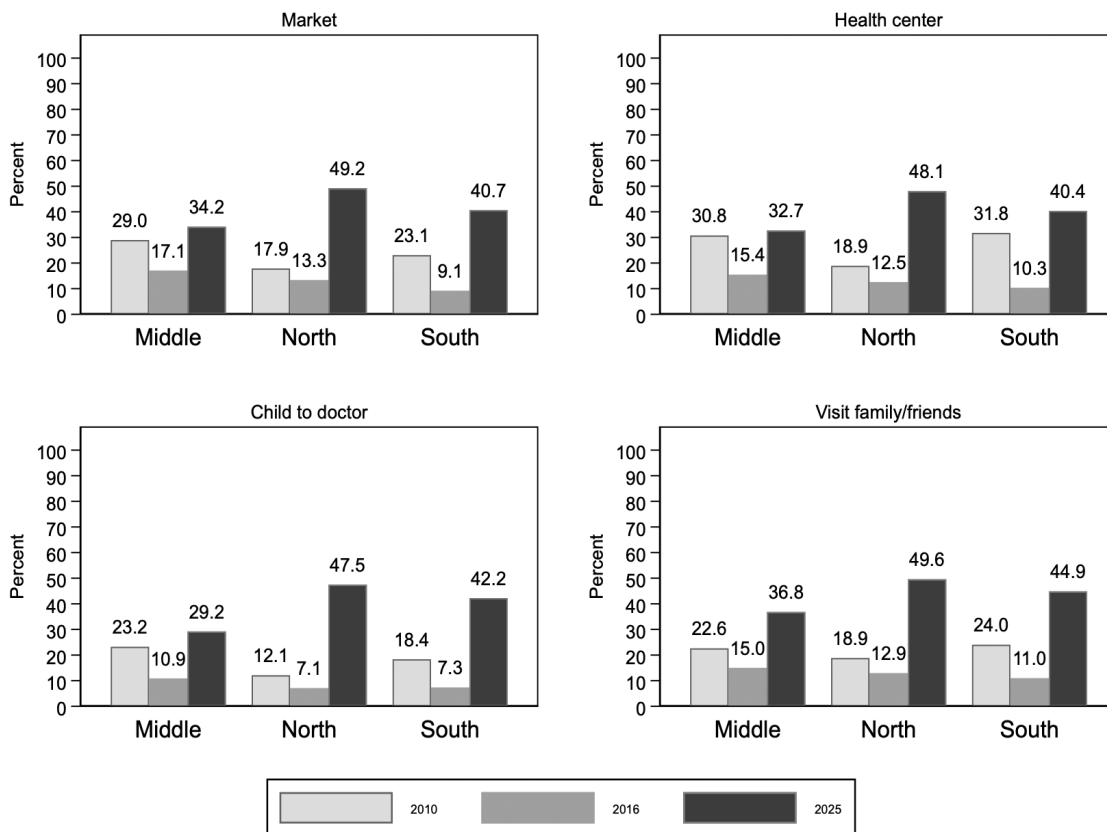 Market
Percent
100
90
80
70
60
50
40
30
20
10
0
29.0 17.1 34.2 17.9 13.3 49.2 23.1 9.1 40.7
Middle North South
Health center
Percent
100
90
80
70
60
50
40
30
20
10
0
30.8 15.4 32.7 18.9 12.5 48.1 31.8 10.3 40.4
Middle North South
Child to doctor
Percent
100
90
80
70
60
50
40
30
20
10
0
23.2 10.9 29.2 12.1 7.1 47.5 18.4 7.3 42.2
Middle North South
Visit family/friends
Percent
100
90
80
70
60
50
40
30
20
10
0
22.6 15.0 36.8 18.9 12.9 49.6 24.0 11.0 44.9
Middle North South
2010 2016 2025